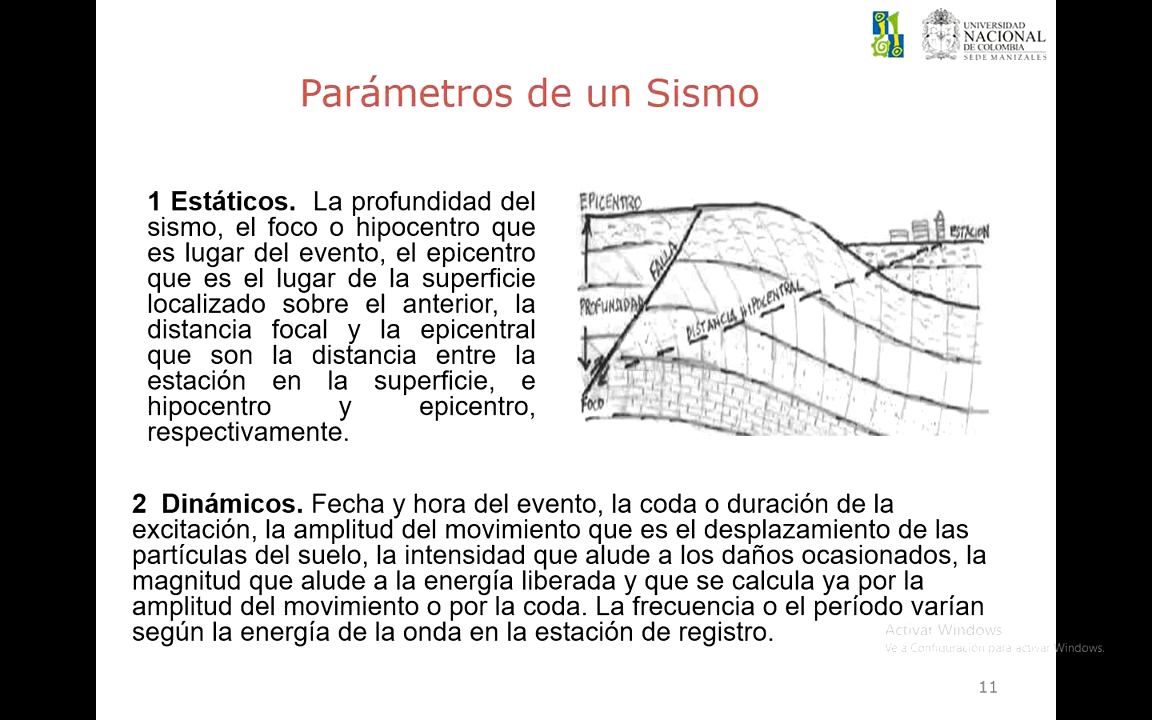 UNIVERSIDAD
NACIONAL
DE COLOMBIA
SEDE MANIZALES
Parámetros de un Sismo
1 Estáticos. La profundidad del
sismo, el foco o hipocentro que
es lugar del evento, el epicentro
que es el lugar de la superficie
localizado sobre el anterior, la
distancia focal y la epicentral
que son la distancia entre la
estación en la superficie, e
hipocentro y epicentro,
respectivamente.
EPICENTRO
ESTACION
FALLA
PROFUNDIDAD
DISTANCIA HIPOCENTRAL
FOCO
2 Dinámicos. Fecha y hora del evento, la coda o duración de la
excitación, la amplitud del movimiento que es el desplazamiento de las
partículas del suelo, la intensidad que alude a los daños ocasionados, la
magnitud que alude a la energía liberada y que se calcula ya por la
amplitud del movimiento o por la coda. La frecuencia o el período varían
según la energía de la onda en la estación de registro.
Activar Windows
Ve a Configuración para activar Windows.
11